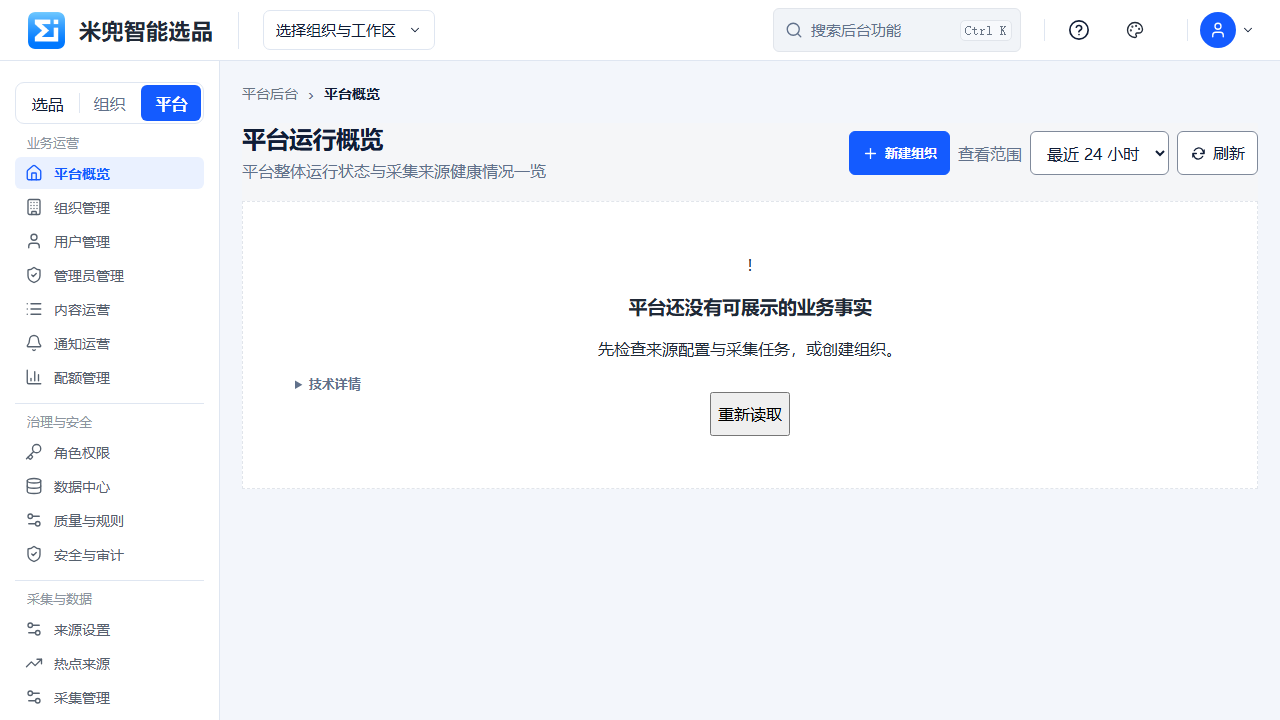 米兜智能选品
选择组织与工作区
搜索后台功能
Ctrl K
选品
组织
平台
业务运营
平台概览
组织管理
用户管理
管理员管理
内容运营
通知运营
配额管理
治理与安全
角色权限
数据中心
质量与规则
安全与审计
采集与数据
来源设置
热点来源
采集管理
平台后台 › 平台概览
平台运行概览
平台整体运行状态与采集来源健康情况一览
新建组织
查看范围
最近 24 小时
刷新
!
平台还没有可展示的业务事实
先检查来源配置与采集任务，或创建组织。
技术详情
重新读取